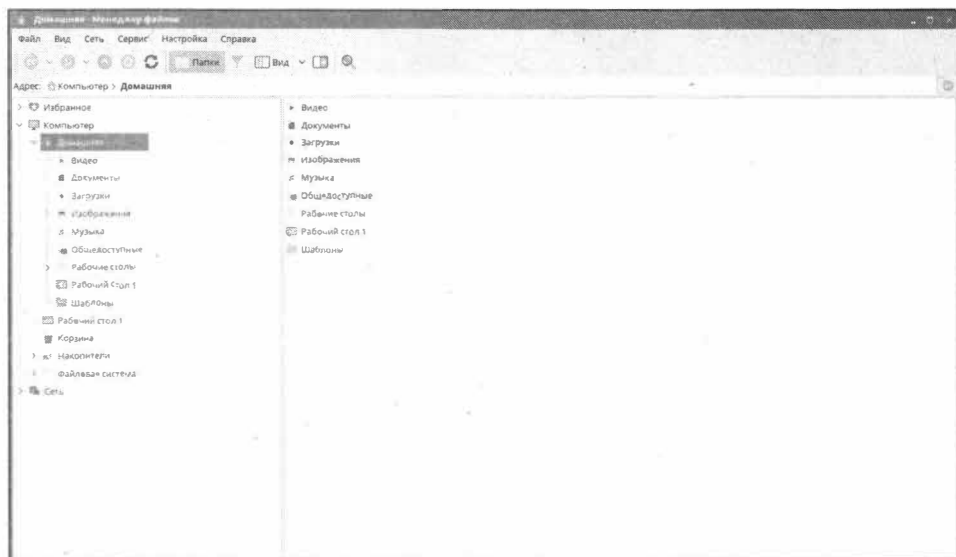 Домашняя - Менеджер файлов
Файл Вид Сеть Сервис Настройка Справка
Папки Вид
Адрес: Компьютер > Домашняя
Избранное
Компьютер
Домашняя
Видео
Документы
Загрузки
Изображения
Музыка
Общедоступные
Рабочие столы
Рабочий Стол 1
Шаблоны
Рабочий стол 1
Корзина
Накопители
Файловая система
Сеть
Видео
Документы
Загрузки
Изображения
Музыка
Общедоступные
Рабочие столы
Рабочий стол 1
Шаблоны